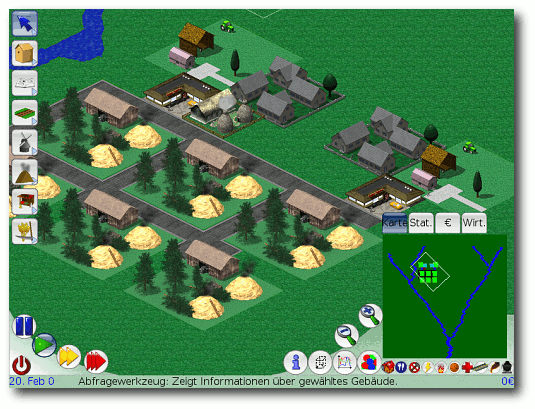 Karte Stat. € Wirt.
20. Feb 0 Abfragewerkzeug: Zeigt Informationen über gewähltes Gebäude. 0€